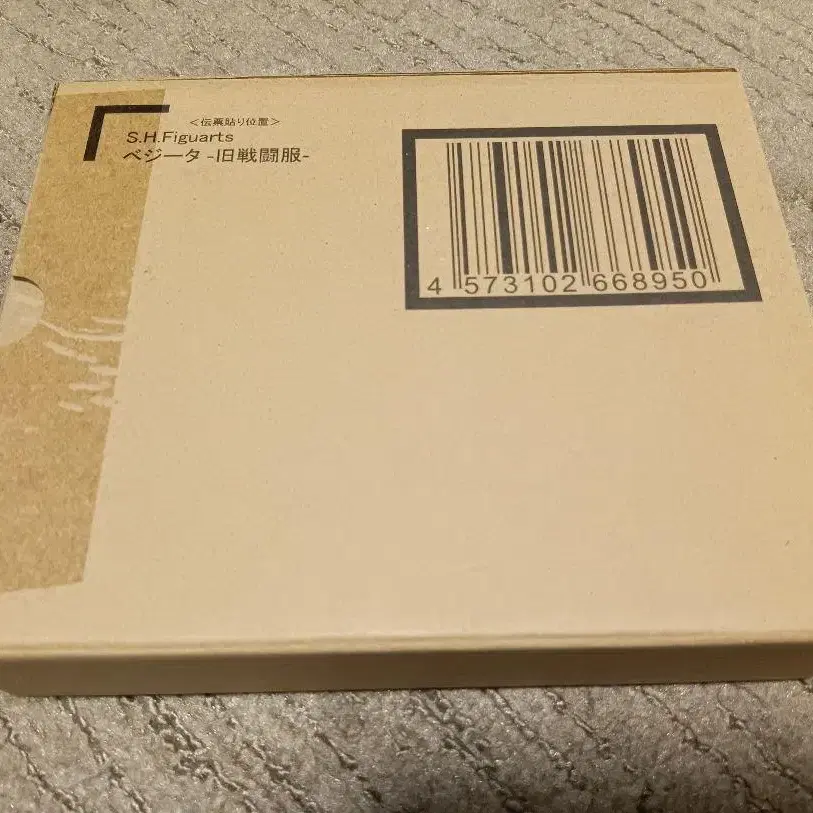 <伝票貼り位置>
S.H.Figuarts
ベジータ -旧戦闘服-
4 573102 668950